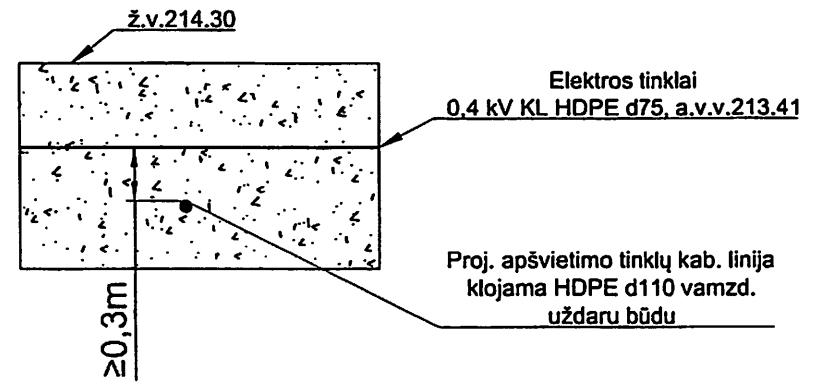 ž.v.214.30
Elektros tinklai
0,4 kV KL HDPE d75, a.v.v.213.41
Proj. apšvietimo tinklų kab. linija
klojama HDPE d110 vamzd.
uždaru būdu
≥0,3m